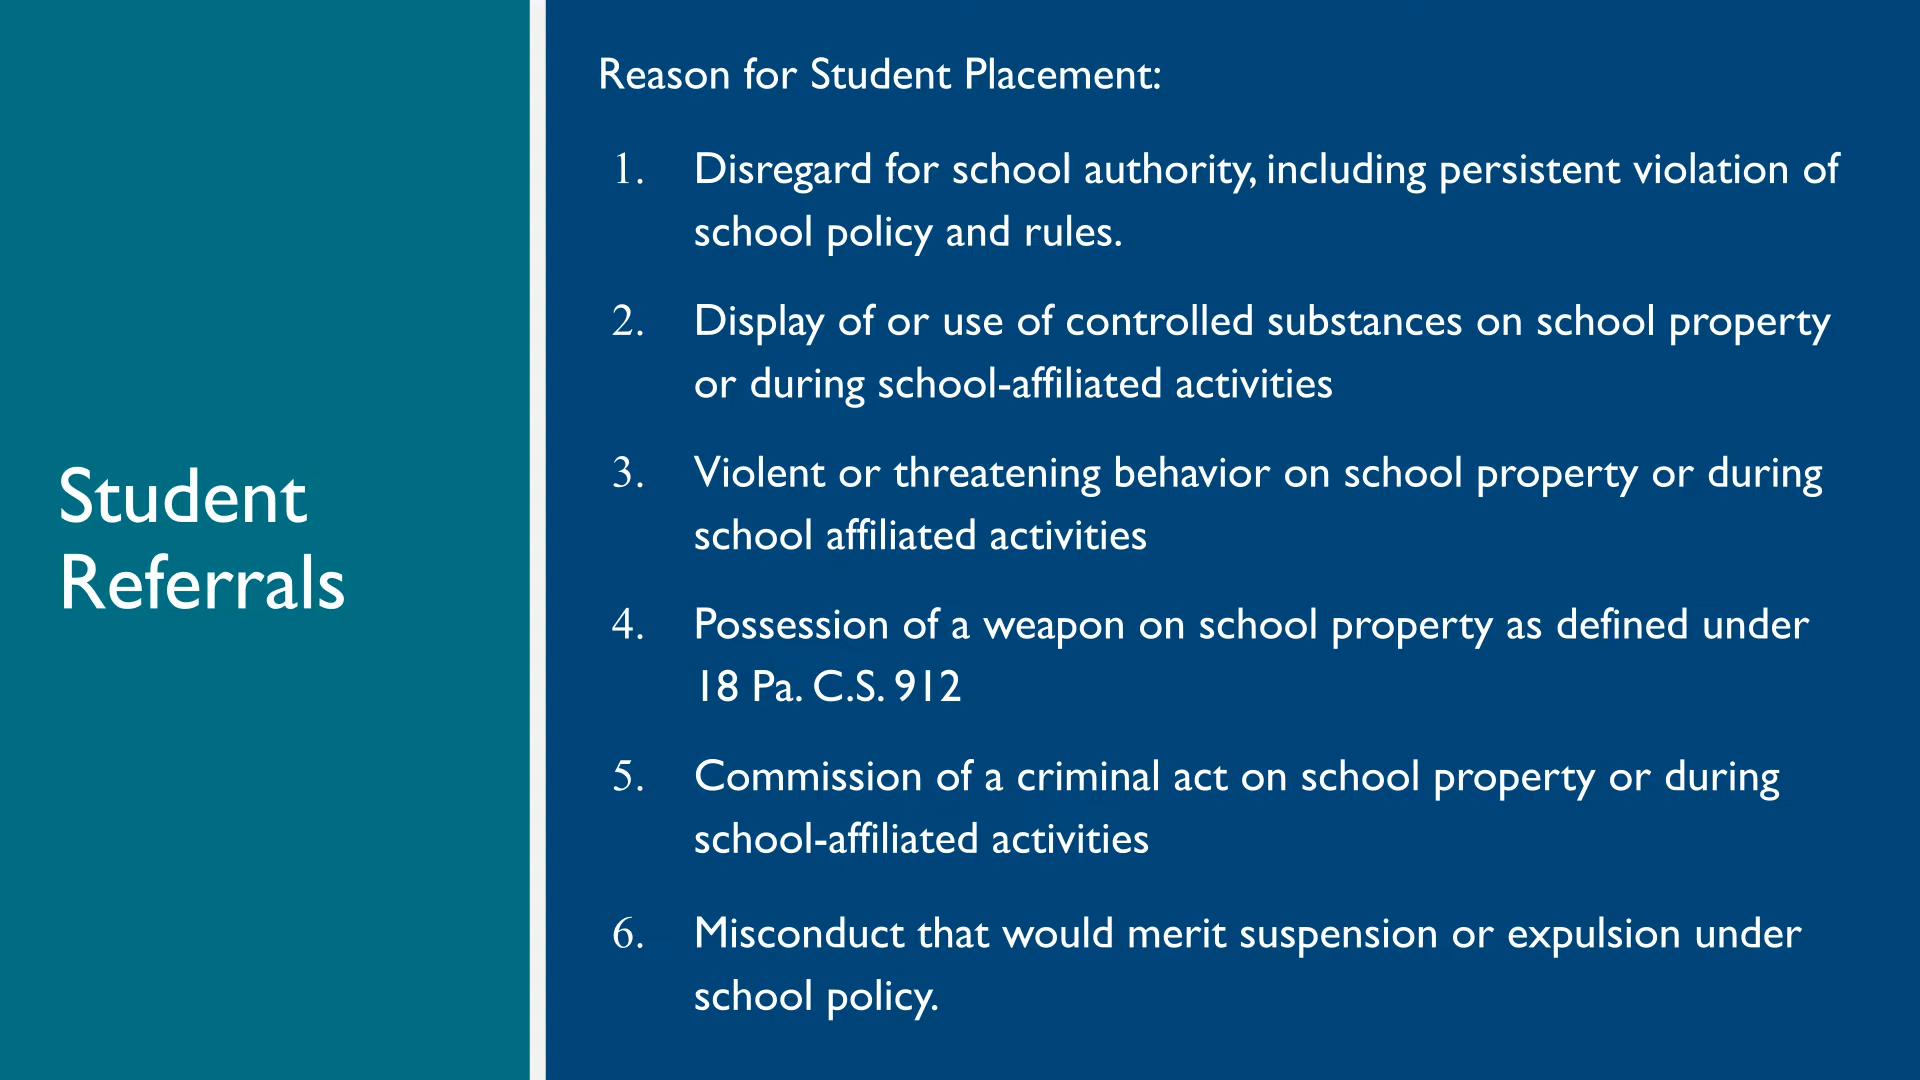 Student
Referrals
Reason for Student Placement:
1. Disregard for school authority, including persistent violation of
school policy and rules.
2. Display of or use of controlled substances on school property
or during school-affiliated activities
3. Violent or threatening behavior on school property or during
school affiliated activities
4. Possession of a weapon on school property as defined under
18 Pa. C.S. 912
5. Commission of a criminal act on school property or during
school-affiliated activities
6. Misconduct that would merit suspension or expulsion under
school policy.